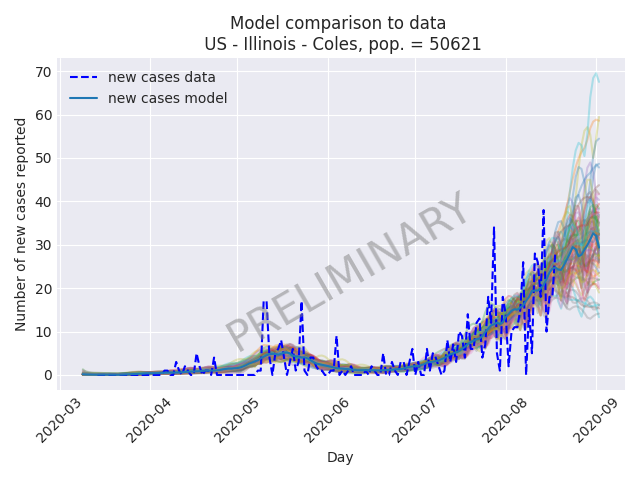 Model comparison to data
US - Illinois - Coles, pop. = 50621
new cases data
new cases model
PRELIMINARY
Number of new cases reported
70
60
50
40
30
20
10
0
2020-03
2020-04
2020-05
2020-06
2020-07
2020-08
2020-09
Day